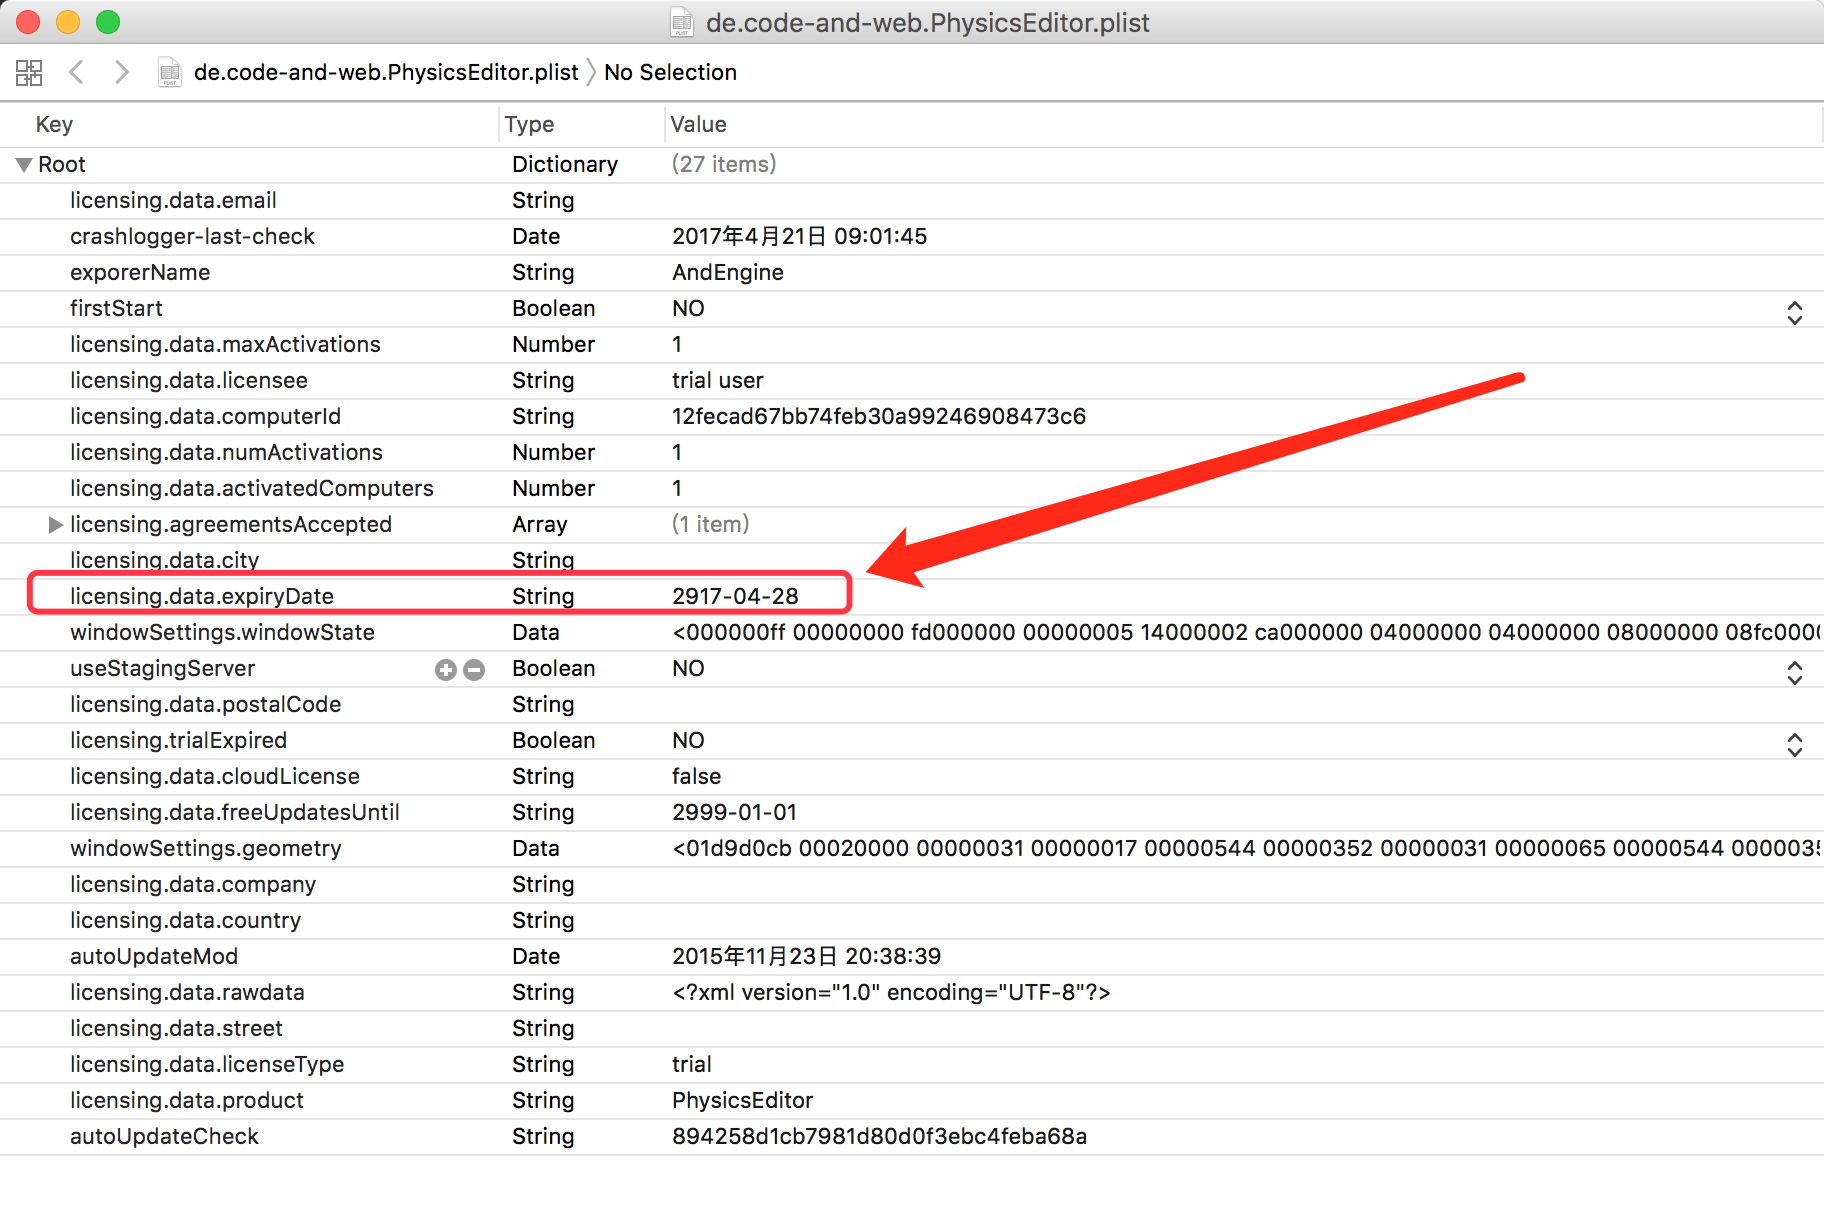 de.code-and-web.PhysicsEditor.plist
de.code-and-web.PhysicsEditor.plist 〉 No Selection
Key Type Value
Root Dictionary (27 items)
licensing.data.email String
crashlogger-last-check Date 2017年4月21日 09:01:45
exporerName String AndEngine
firstStart Boolean NO
licensing.data.maxActivations Number 1
licensing.data.licensee String trial user
licensing.data.computerId String 12fecad67bb74feb30a99246908473c6
licensing.data.numActivations Number 1
licensing.data.activatedComputers Number 1
licensing.agreementsAccepted Array (1 item)
licensing.data.city String
licensing.data.expiryDate String 2917-04-28
windowSettings.windowState Data <000000ff 00000000 fd000000 00000005 14000002 ca000000 04000000 04000000 08000000 08fc000
useStagingServer Boolean NO
licensing.data.postalCode String
licensing.trialExpired Boolean NO
licensing.data.cloudLicense String false
licensing.data.freeUpdatesUntil String 2999-01-01
windowSettings.geometry Data <01d9d0cb 00020000 00000031 00000017 00000544 00000352 00000031 00000065 00000544 0000035
licensing.data.company String
licensing.data.country String
autoUpdateMod Date 2015年11月23日 20:38:39
licensing.data.rawdata String <?xml version="1.0" encoding="UTF-8"?>
licensing.data.street String
licensing.data.licenseType String trial
licensing.data.product String PhysicsEditor
autoUpdateCheck String 894258d1cb7981d80d0f3ebc4feba68a